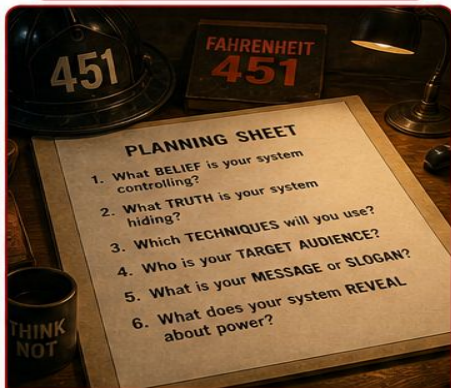 451
FAHRENHEIT
451
PLANNING SHEET
1. What BELIEF is your system
controlling?
2. What TRUTH is your system
hiding?
3. Which TECHNIQUES will you use?
4. Who is your TARGET AUDIENCE?
5. What is your MESSAGE or SLOGAN?
6. What does your system REVEAL
about power?
THINK
NOT